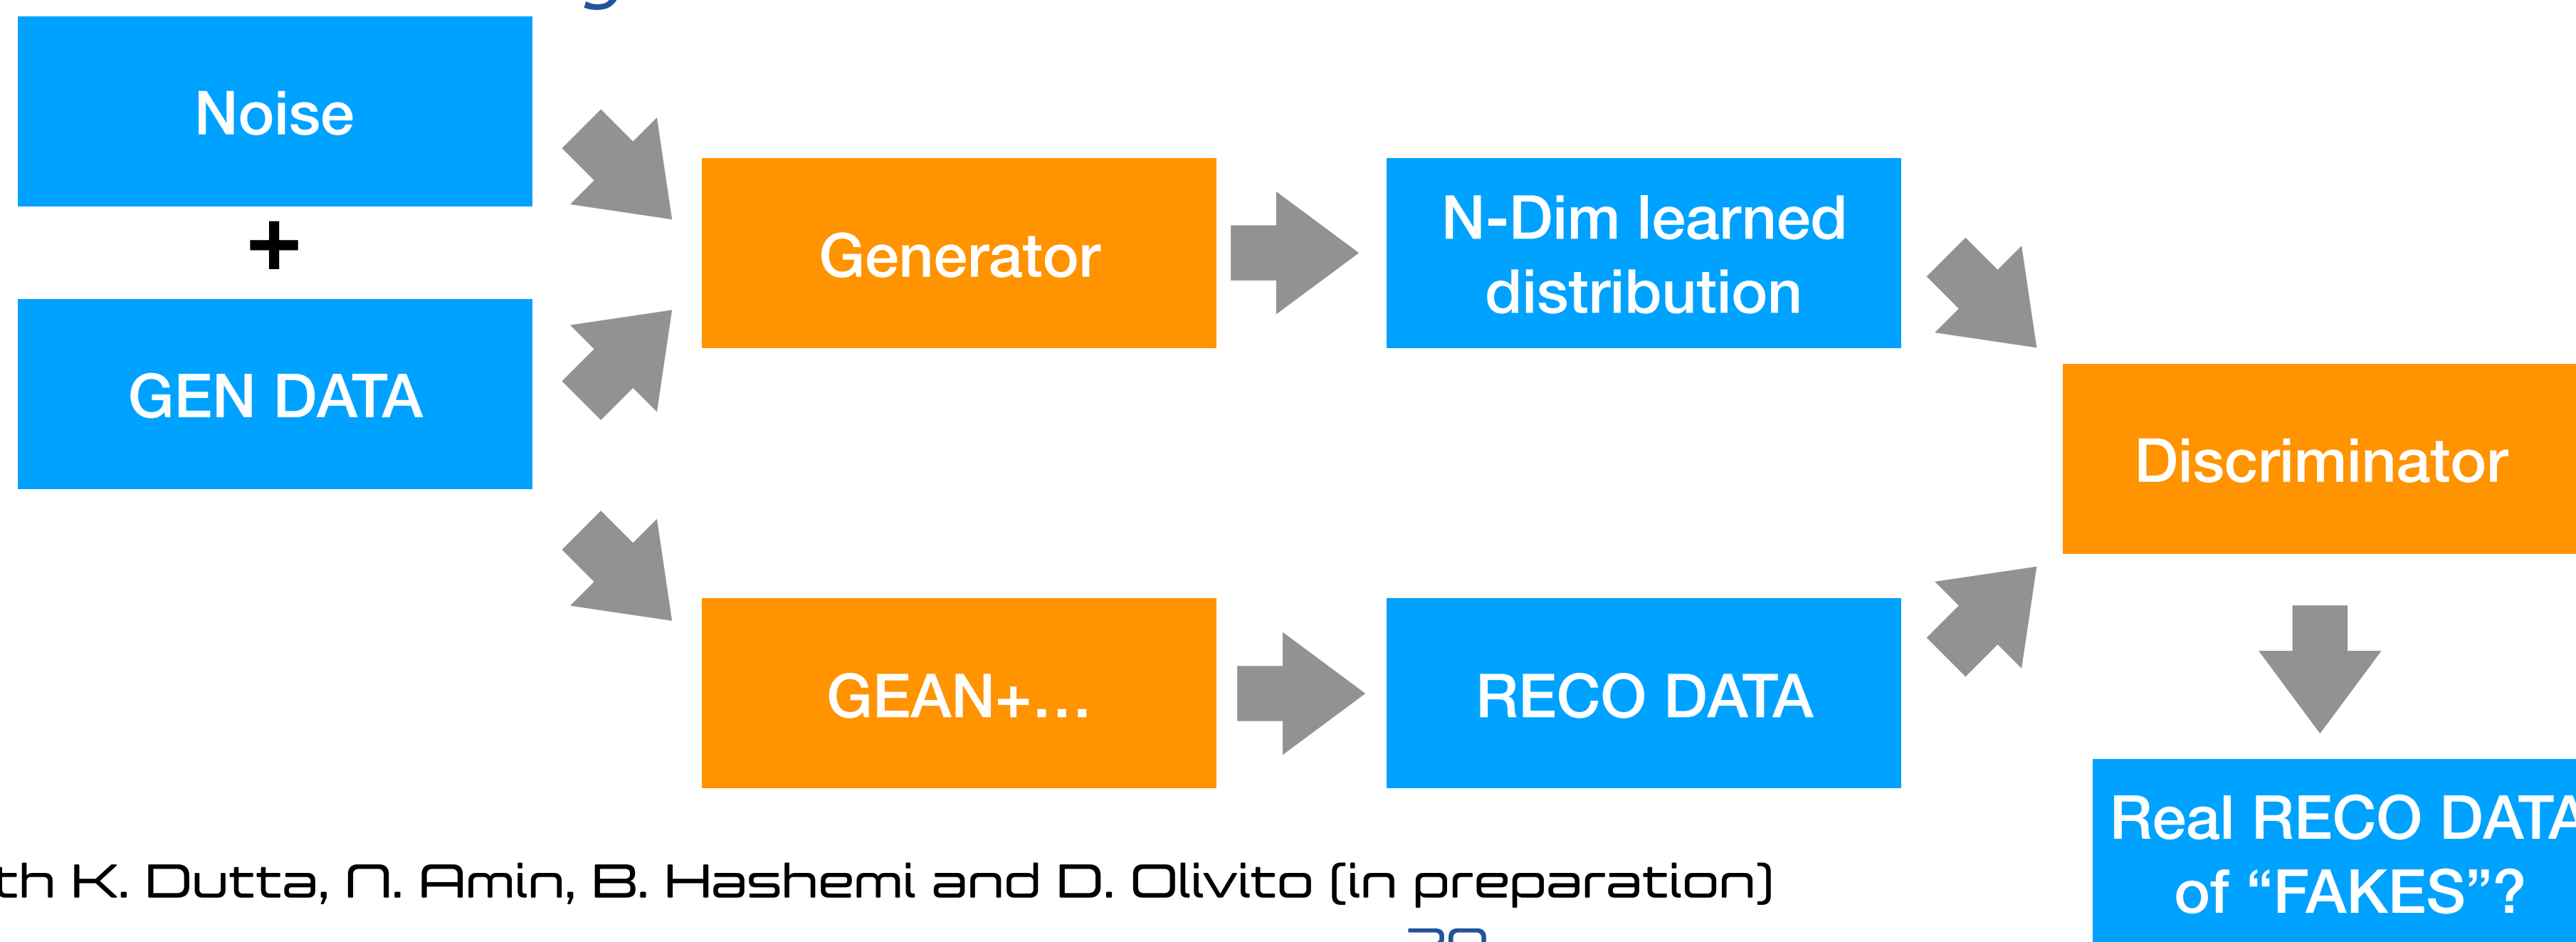 Noise
+
GEN DATA
Generator
N-Dim learned
distribution
GEAN+...
RECO DATA
Discriminator
Real RECO DATA
of “FAKES”?
K. Dutta, N. Amin, B. Hashemi and D. Olivito (in preparation)